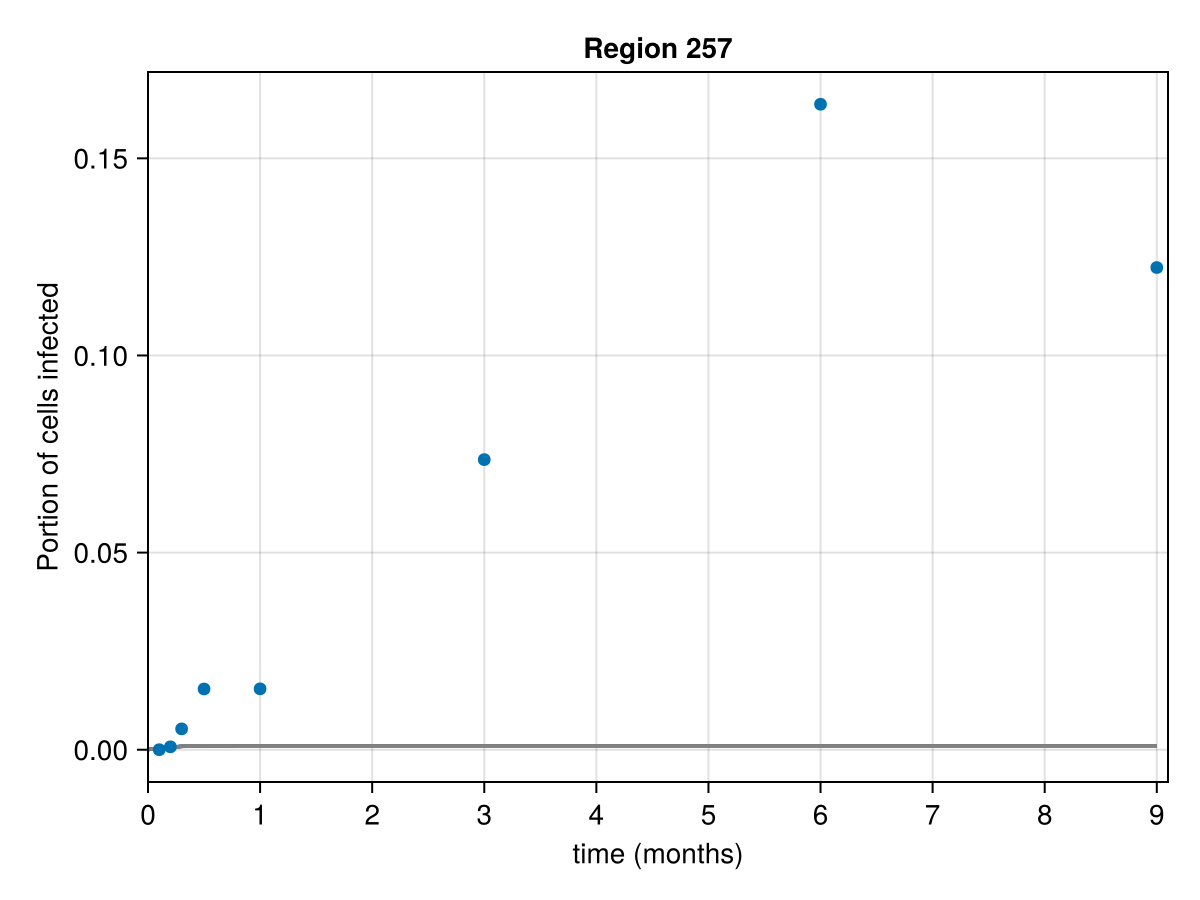 Region 257
Portion of cells infected
0.15
0.10
0.05
0.00
0 1 2 3 4 5 6 7 8 9
time (months)